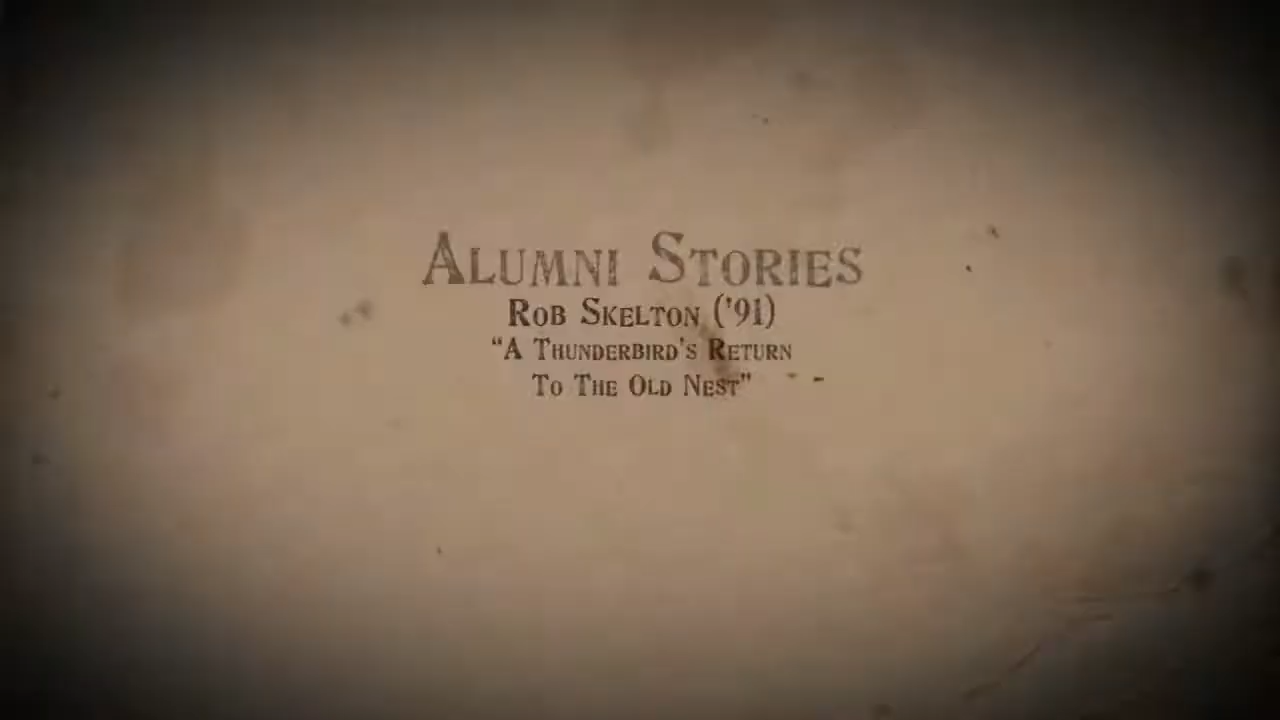 Alumni Stories
Rob Skelton ('91)
“A Thunderbird's Return
To The Old Nest”